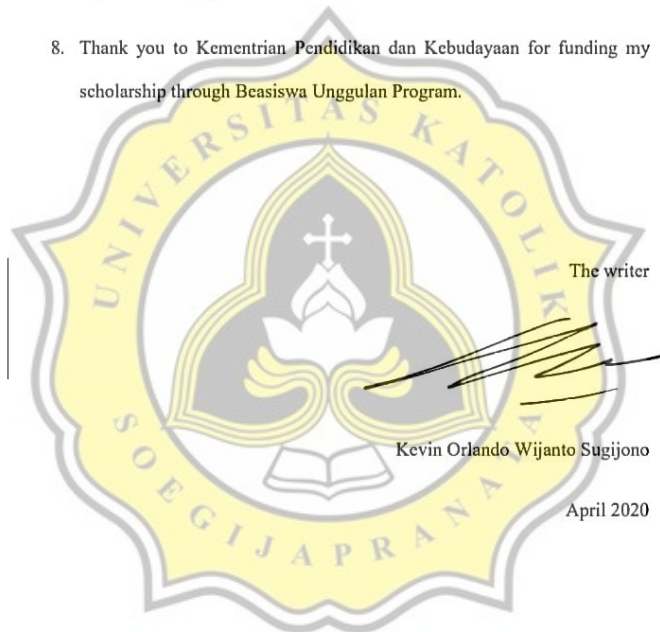 8. Thank you to Kementrian Pendidikan dan Kebudayaan for funding my
scholarship through Beasiswa Unggulan Program.
UNIVERSITAS KATOLIK
The writer
Kevin Orlando Wijanto Sugijono
SOEGIJAPRANATA
April 2020